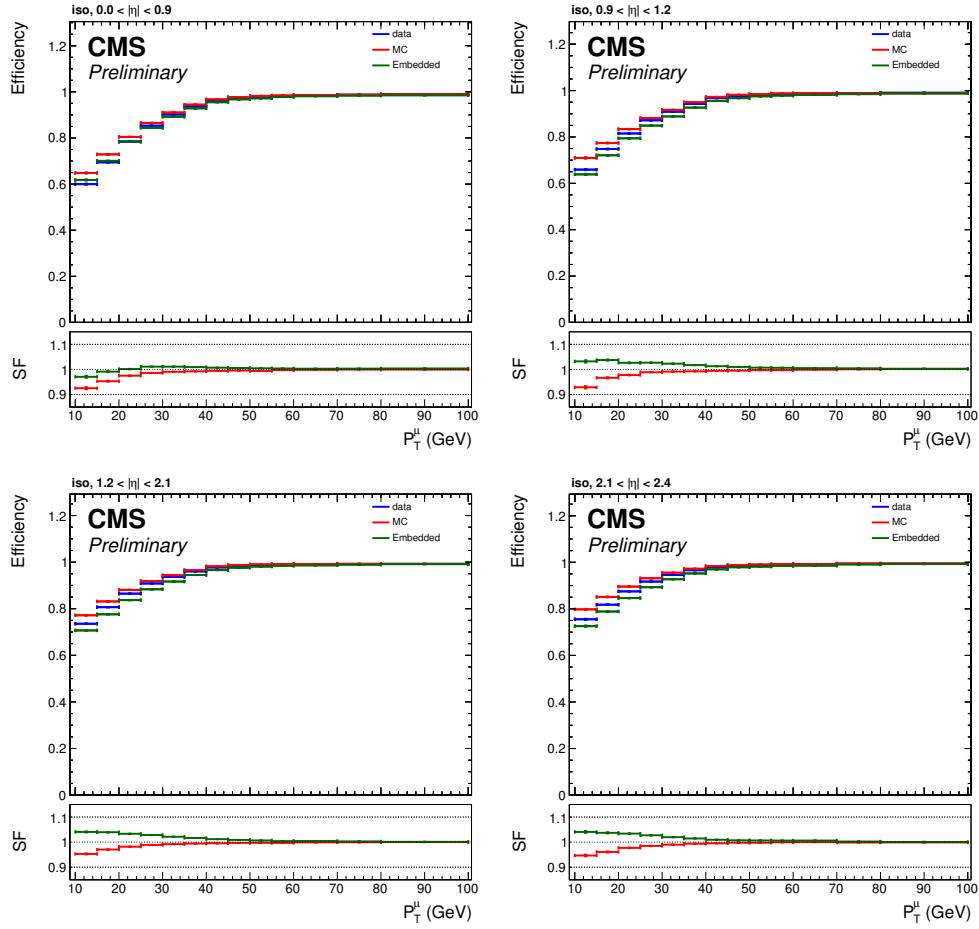 iso, 0.0 < |η| < 0.9
Efficiency
CMS
Preliminary
data
MC
Embedded
1.2
1
0.8
0.6
0.4
0.2
0
SF
1.1
1
0.9
10 20 30 40 50 60 70 80 90 100
P_T^μ (GeV)
iso, 0.9 < |η| < 1.2
Efficiency
CMS
Preliminary
data
MC
Embedded
1.2
1
0.8
0.6
0.4
0.2
0
SF
1.1
1
0.9
10 20 30 40 50 60 70 80 90 100
P_T^μ (GeV)
iso, 1.2 < |η| < 2.1
Efficiency
CMS
Preliminary
data
MC
Embedded
1.2
1
0.8
0.6
0.4
0.2
0
SF
1.1
1
0.9
10 20 30 40 50 60 70 80 90 100
P_T^μ (GeV)
iso, 2.1 < |η| < 2.4
Efficiency
CMS
Preliminary
data
MC
Embedded
1.2
1
0.8
0.6
0.4
0.2
0
SF
1.1
1
0.9
10 20 30 40 50 60 70 80 90 100
P_T^μ (GeV)